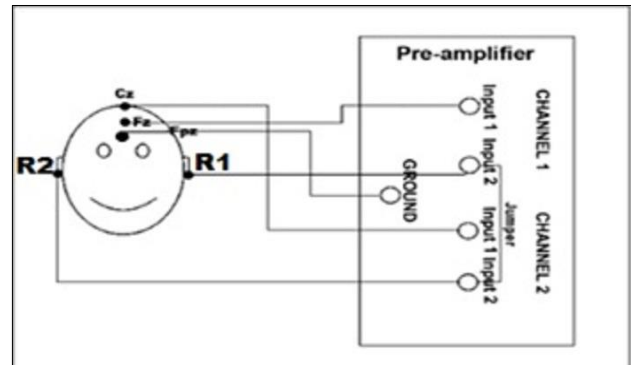 Pre-amplifier
Cz
Fz
Fpz
R2
R1
Input 1
Input 2
CHANNEL 1
GROUND
Jumper
Input 1
Input 2
CHANNEL 2